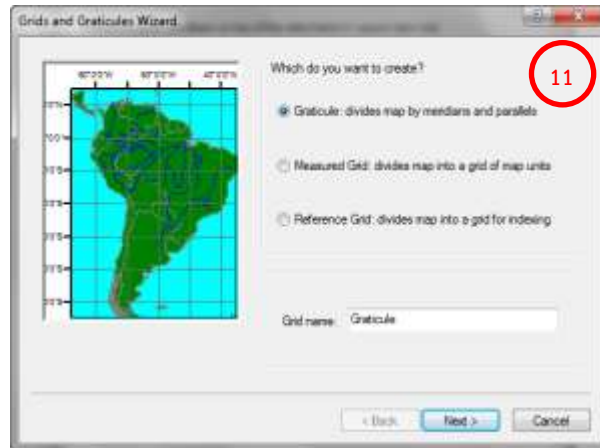 Grids and Graticules Wizard
Which do you want to create?
11
Graticule: divides map by meridians and parallels
Measured Grid: divides map into a grid of map units
Reference Grid: divides map into a grid for indexing
Grid name: Graticule
< Back
Next >
Cancel